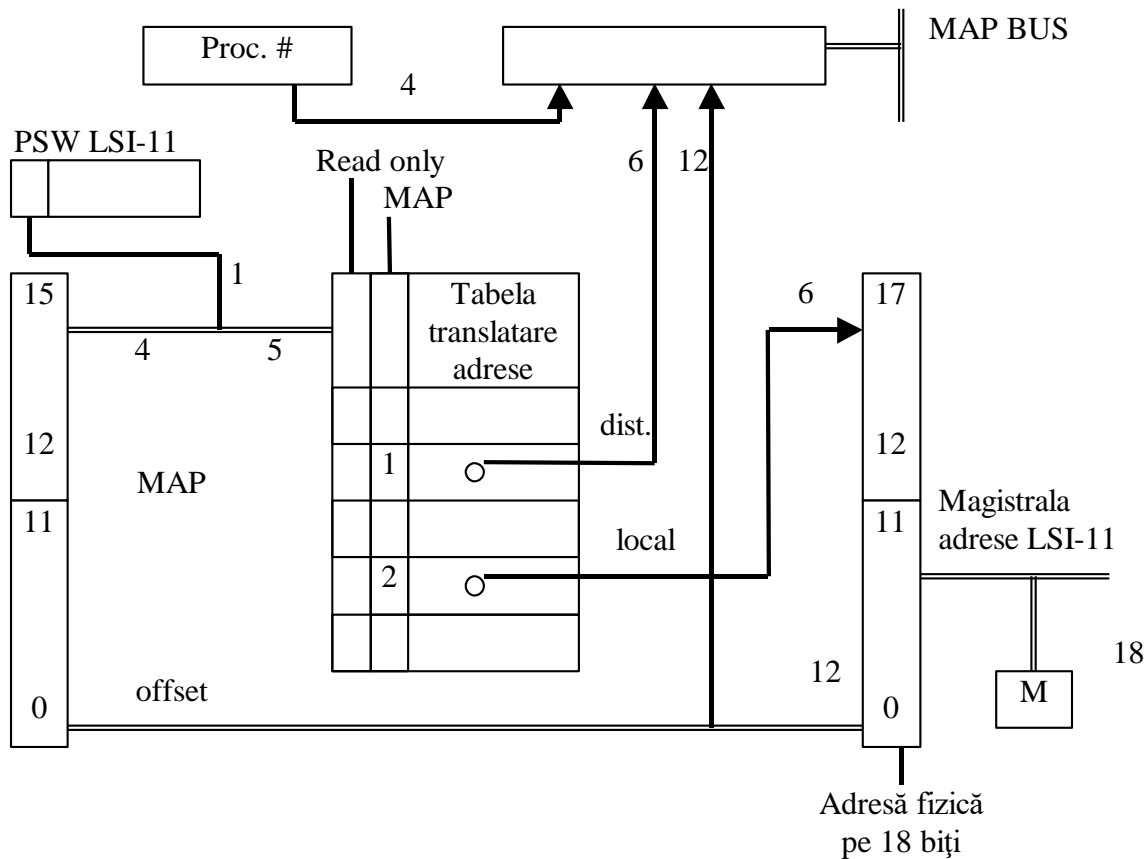 MAP BUS
Proc. #
4
PSW LSI-11
Read only
MAP
6
12
1
15
4
5
Tabela
translatare
adrese
6
17
12
dist.
12
MAP
1
11
11
Magistrala
adrese LSI-11
local
2
18
offset
12
M
0
0
Adresă fizică
pe 18 biţi